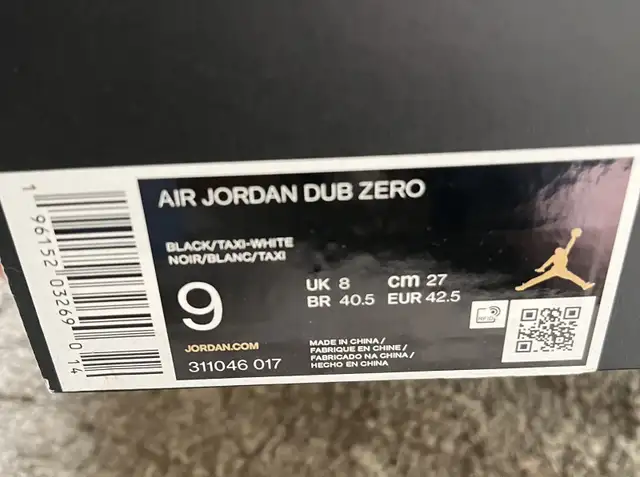 AIR JORDAN DUB ZERO
BLACK/TAXI-WHITE
NOIR/BLANC/TAXI
9
UK 8 cm 27
BR 40.5 EUR 42.5
JORDAN.COM
311046 017
MADE IN CHINA /
FABRIQUE EN CHINE /
FABRICADO NA CHINA /
HECHO EN CHINA
RFID
1 96152 03269 0 14